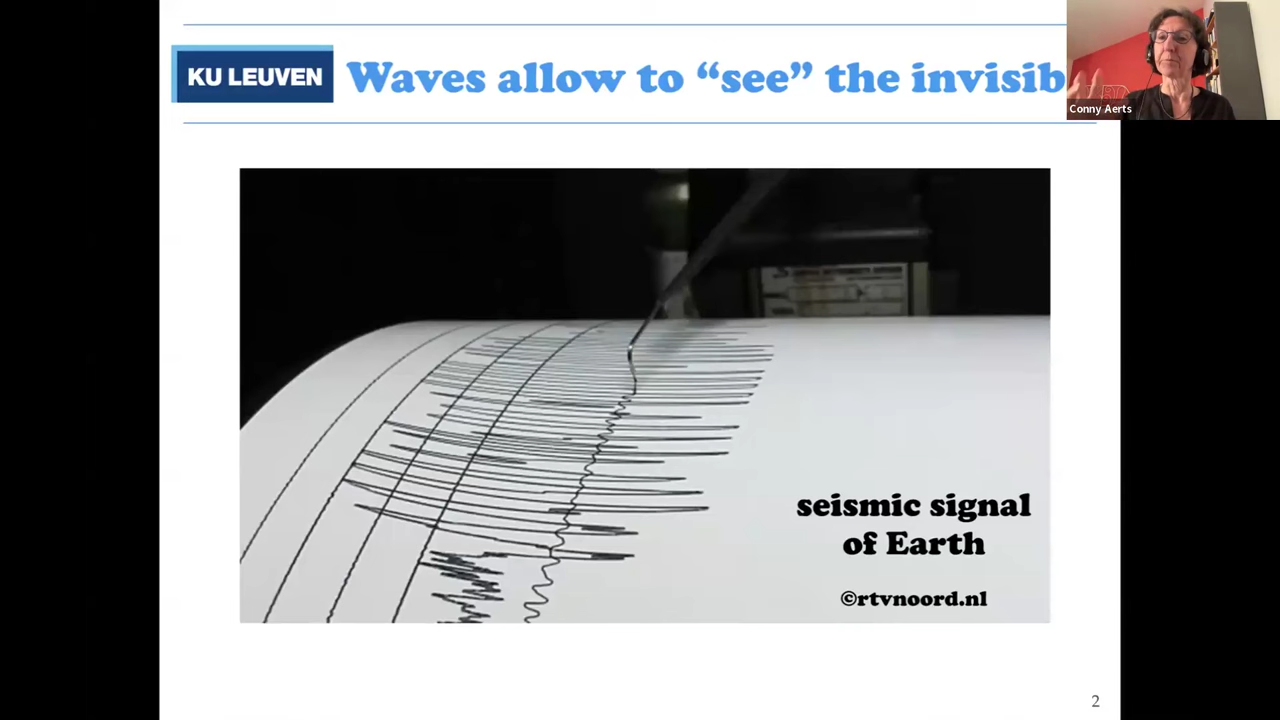 KU LEUVEN
Waves allow to “see” the invisib
Conny Aerts
seismic signal
of Earth
©rtvnoord.nl
2